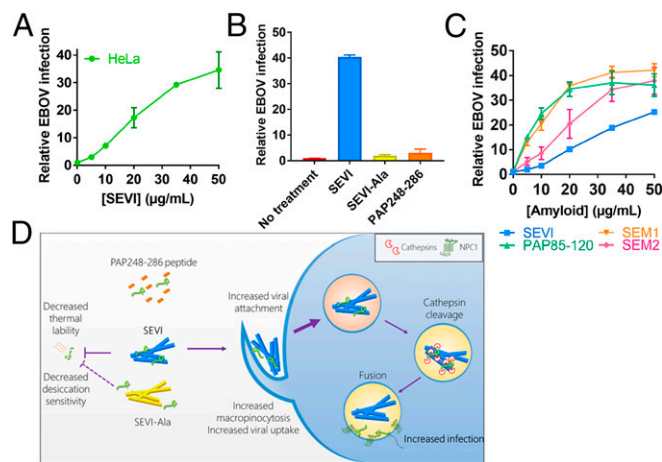 A
Relative EBOV infection
40
30
20
10
0
HeLa
0 10 20 30 40 50
[SEVI] (µg/mL)
B
Relative EBOV infection
50
40
30
20
10
0
No treatment
SEVI
SEVI-Ala
PAP248-286
C
Relative EBOV infection
50
40
30
20
10
0
0 10 20 30 40 50
[Amyloid] (µg/mL)
SEVI SEM1
PAP85-120 SEM2
D
Cathepsins NPC1
PAP248-286 peptide
Decreased
thermal
lability
SEVI
Decreased
desiccation
sensitivity
SEVI-Ala
Increased viral
attachment
Increased
macropinocytosis
Increased viral uptake
Cathepsin
cleavage
Fusion
Increased infection